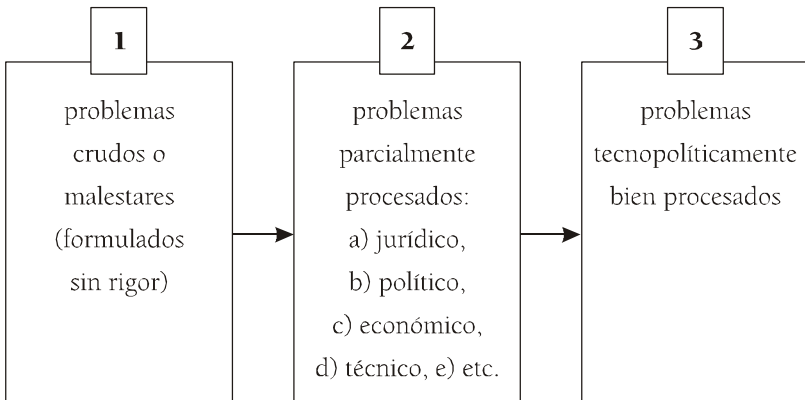 1
problemas
crudos o
malestares
(formulados
sin rigor)
2
problemas
parcialmente
procesados:
a) jurídico,
b) político,
c) económico,
d) técnico, e) etc.
3
problemas
tecnopolíticamente
bien procesados